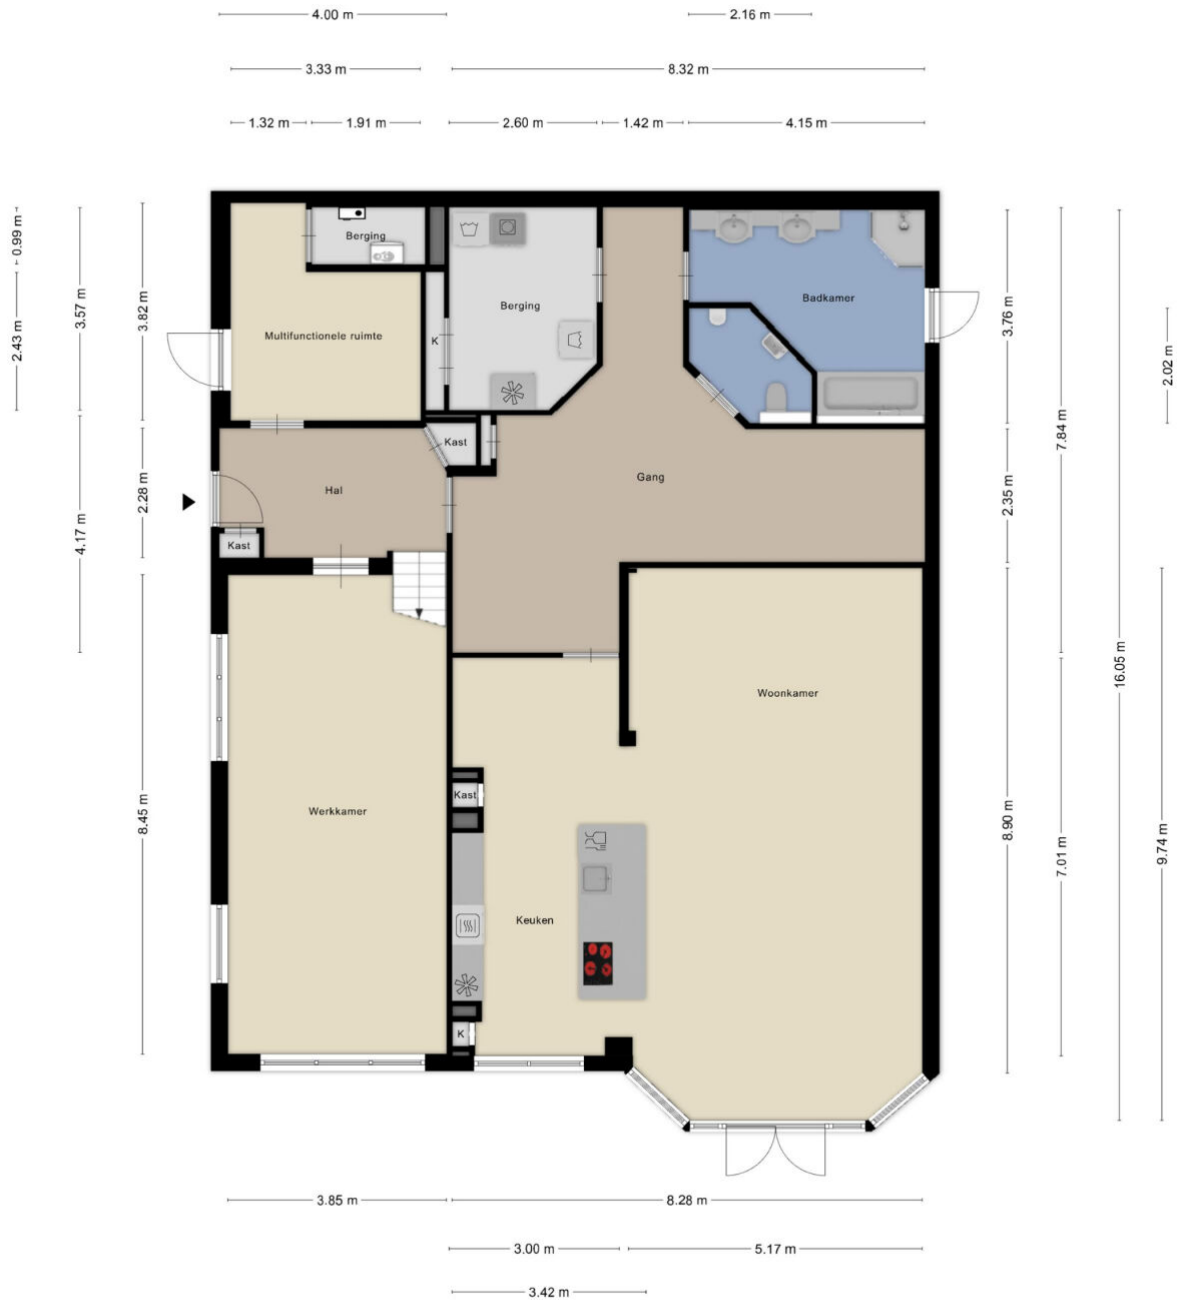 4.00 m
2.16 m
3.33 m
8.32 m
1.32 m
1.91 m
2.60 m
1.42 m
4.15 m
0.99 m
2.43 m
3.57 m
4.17 m
3.82 m
2.28 m
8.45 m
Berging
Multifunctionele ruimte
K
Berging
Badkamer
Kast
Hal
Gang
Kast
Woonkamer
Werkkamer
Kast
Keuken
K
3.76 m
2.35 m
8.90 m
7.84 m
7.01 m
16.05 m
2.02 m
9.74 m
3.85 m
8.28 m
3.00 m
5.17 m
3.42 m